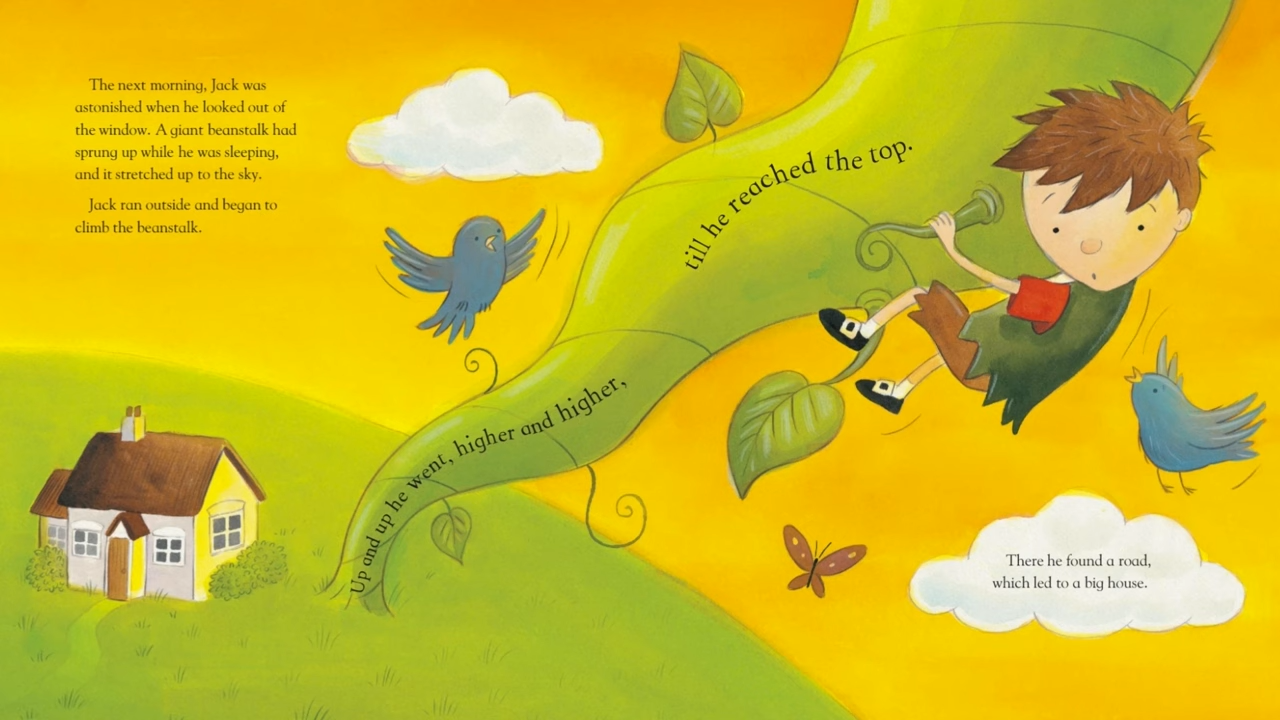 The next morning, Jack was
astonished when he looked out of
the window. A giant beanstalk had
sprung up while he was sleeping,
and it stretched up to the sky.
Jack ran outside and began to
climb the beanstalk.
Up and up he went, higher and higher,
till he reached the top.
There he found a road,
which led to a big house.